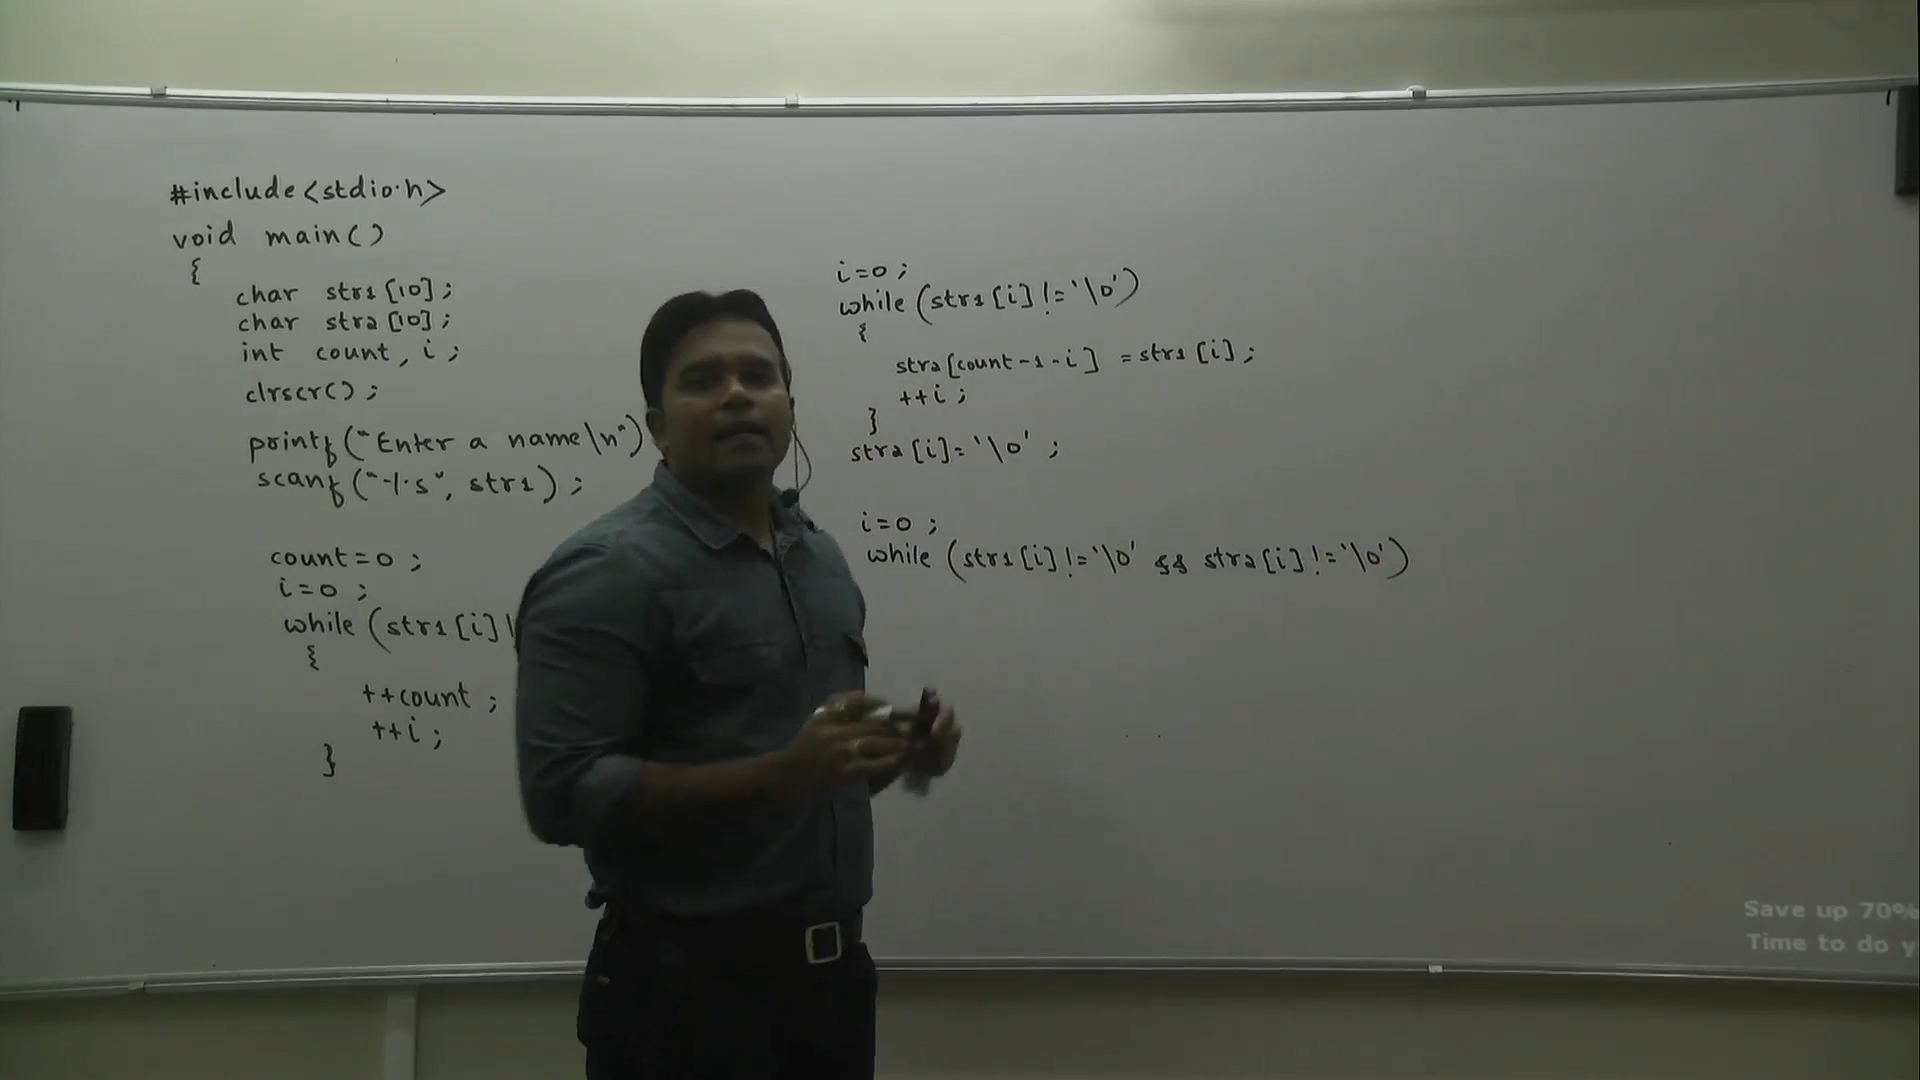 #include<stdio.h>
void main()
{
char str1[10];
char str2[10];
int count, i;
clrscr();
printf("Enter a name\n")
scanf("%s", str1);
count=0;
i=0;
while (str1[i]
{
++count;
++i;
}
i=0;
while (str1[i]!='\0')
{
str2[count-1-i] = str1[i];
++i;
}
str2[i]='\0';
i=0;
while (str1[i]!='\0' && str2[i]!='\0')
Save up 70%
Time to do y